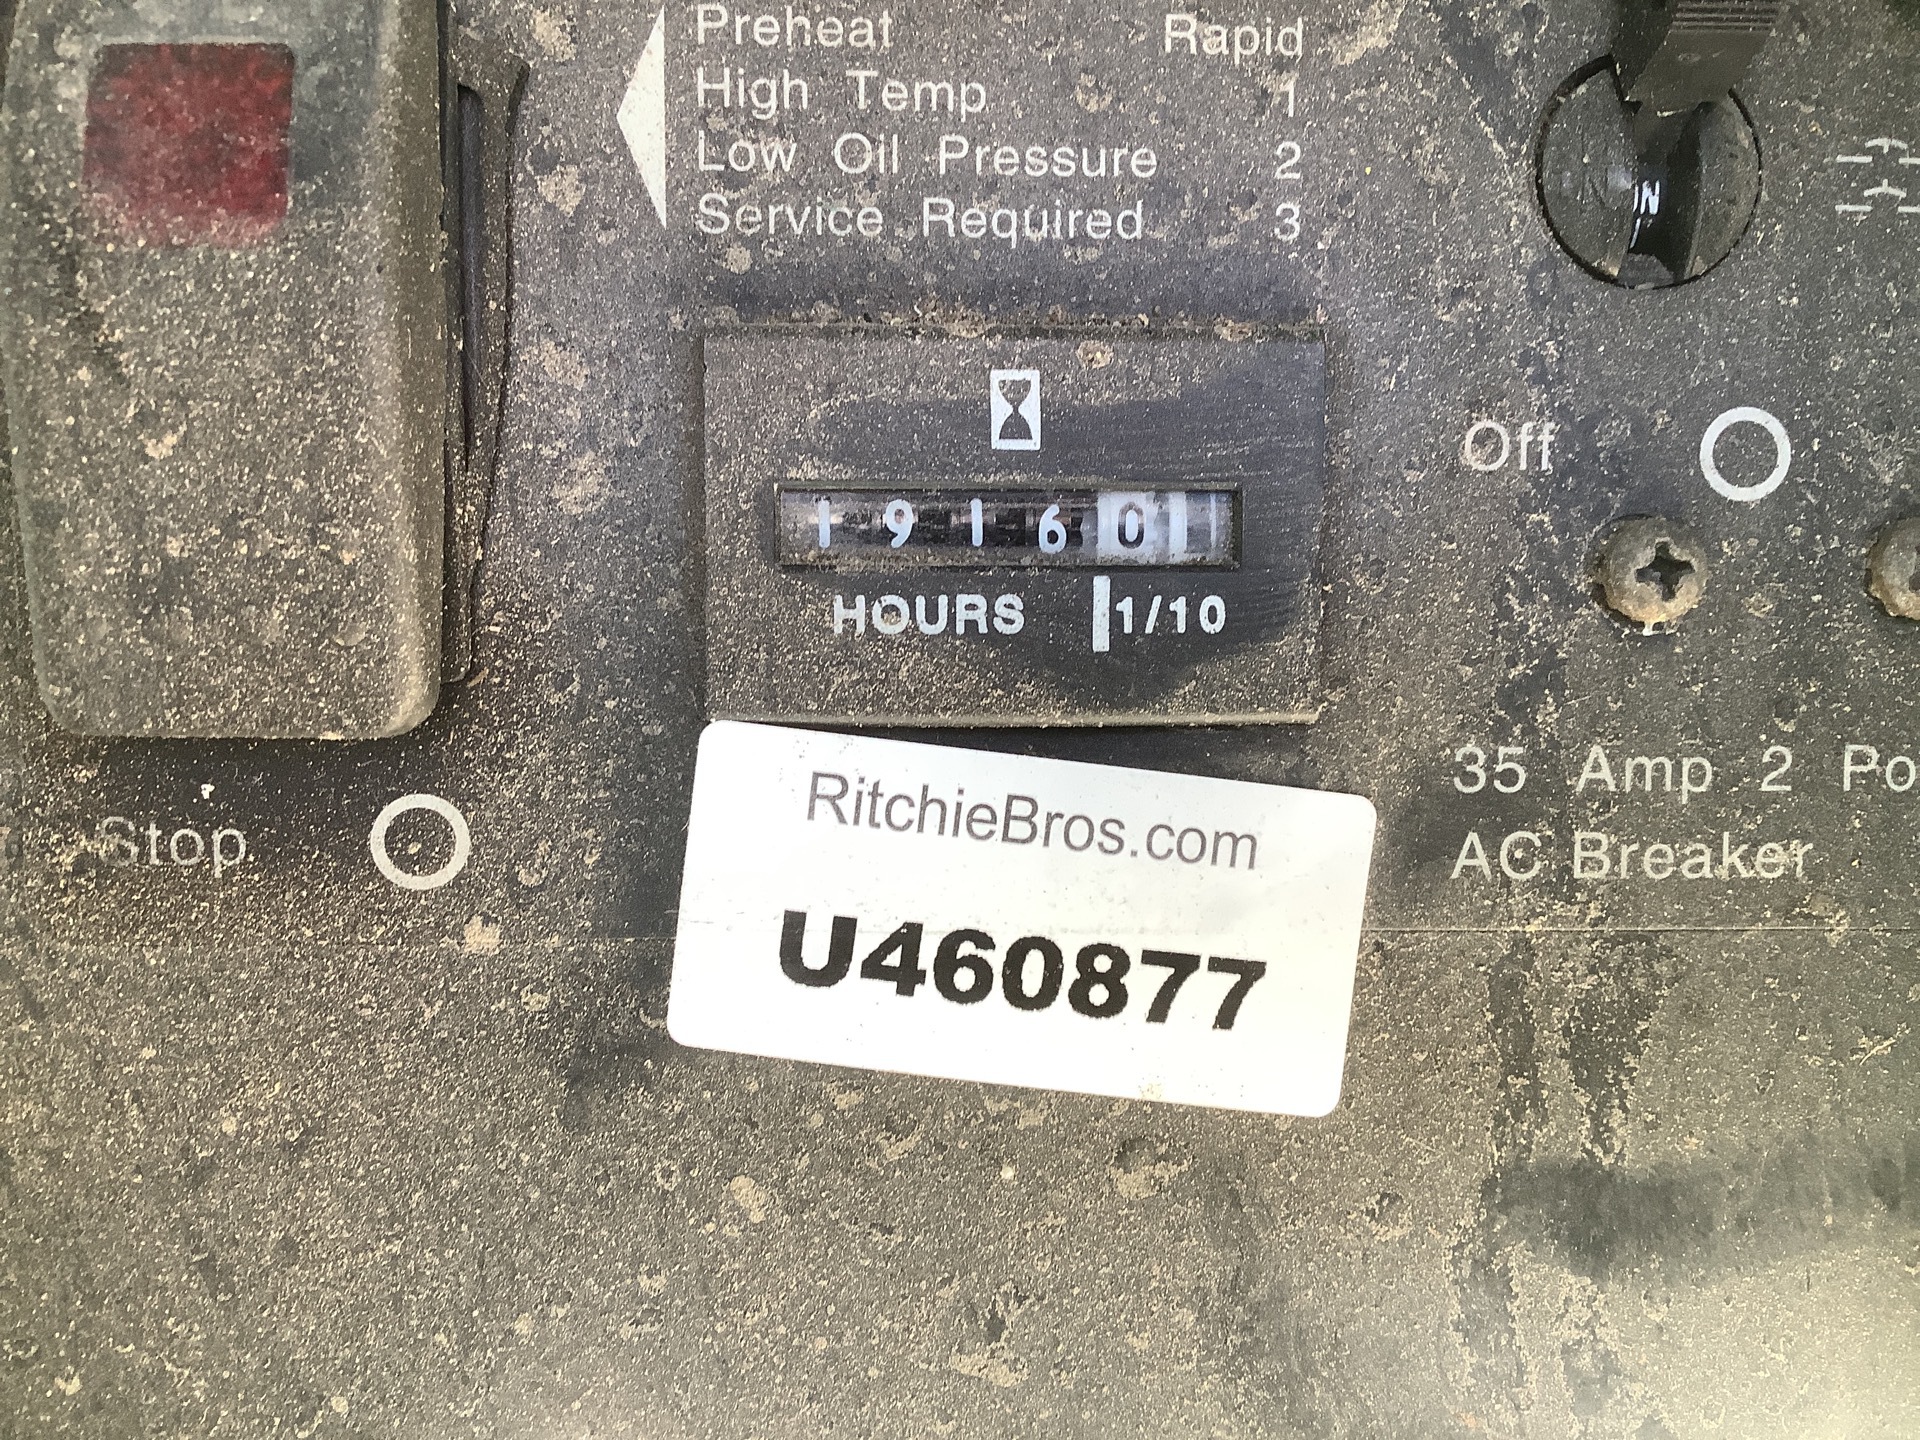 Preheat Rapid
High Temp 1
Low Oil Pressure 2
Service Required 3
ON
19160
HOURS 1/10
Off
35 Amp 2 Po
AC Breaker
Stop
RitchieBros.com
U460877